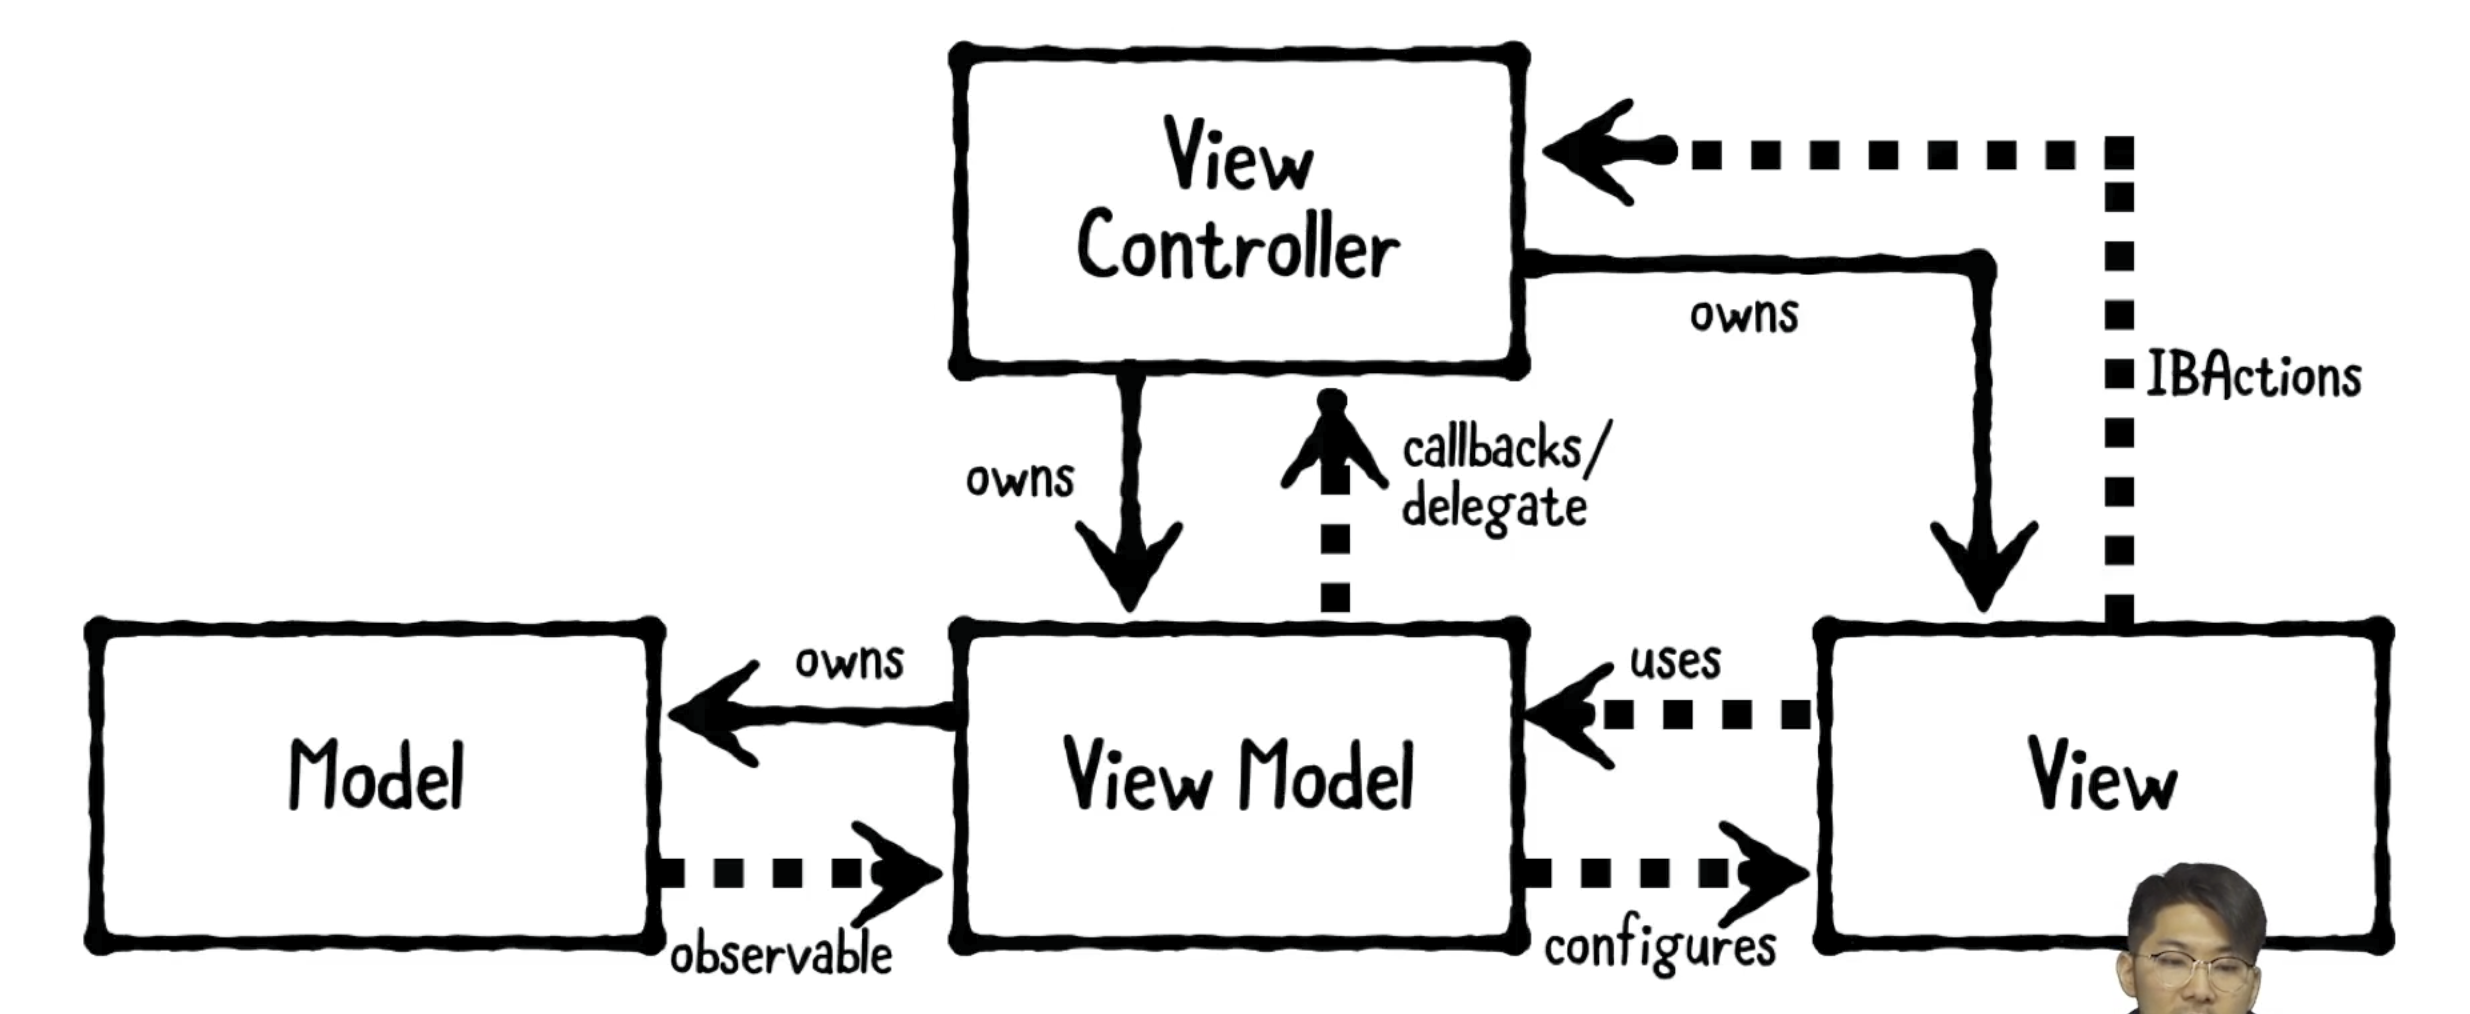 View
Controller
owns
IBActions
owns
callbacks/
delegate
owns
uses
Model
View Model
View
observable
configures